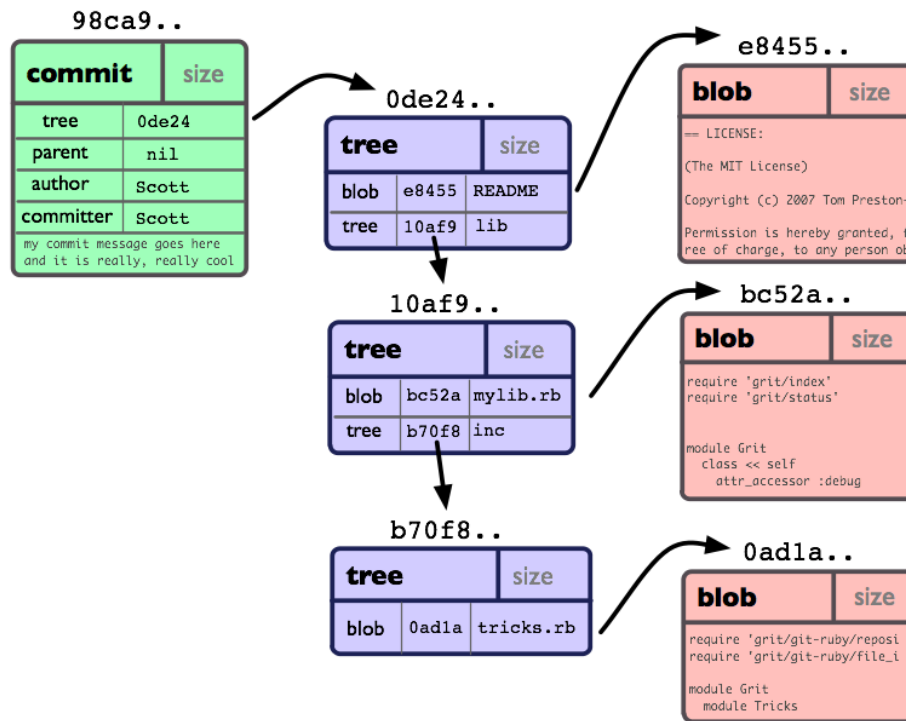 98ca9..
commit size
tree 0de24
parent nil
author Scott
committer Scott
my commit message goes here
and it is really, really cool
0de24..
tree size
blob e8455 README
tree 10af9 lib
10af9..
tree size
blob bc52a mylib.rb
tree b70f8 inc
b70f8..
tree size
blob 0ad1a tricks.rb
e8455..
blob size
== LICENSE:
(The MIT License)
Copyright (c) 2007 Tom Preston-
Permission is hereby granted, f
ree of charge, to any person ob
bc52a..
blob size
require 'grit/index'
require 'grit/status'
module Grit
class << self
attr_accessor :debug
0ad1a..
blob size
require 'grit/git-ruby/reposi
require 'grit/git-ruby/file_i
module Grit
module Tricks